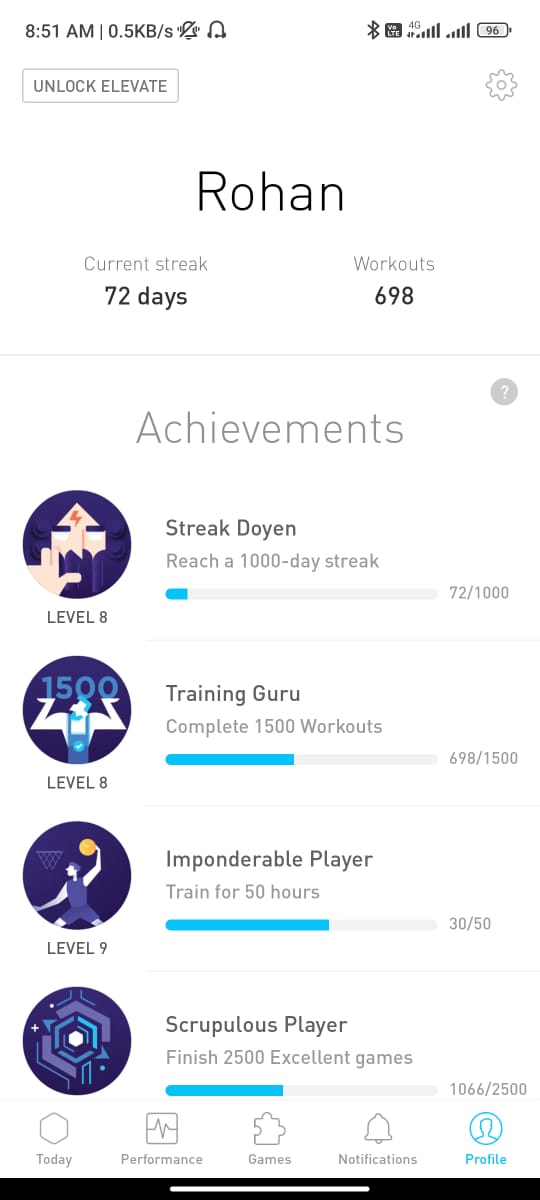 8:51 AM | 0.5KB/s
Vo LTE 4G 96
UNLOCK ELEVATE
Rohan
Current streak Workouts
72 days 698
?
Achievements
Streak Doyen
Reach a 1000-day streak
72/1000
LEVEL 8
1500
Training Guru
Complete 1500 Workouts
698/1500
LEVEL 8
Imponderable Player
Train for 50 hours
30/50
LEVEL 9
Scrupulous Player
Finish 2500 Excellent games
1066/2500
Today Performance Games Notifications Profile